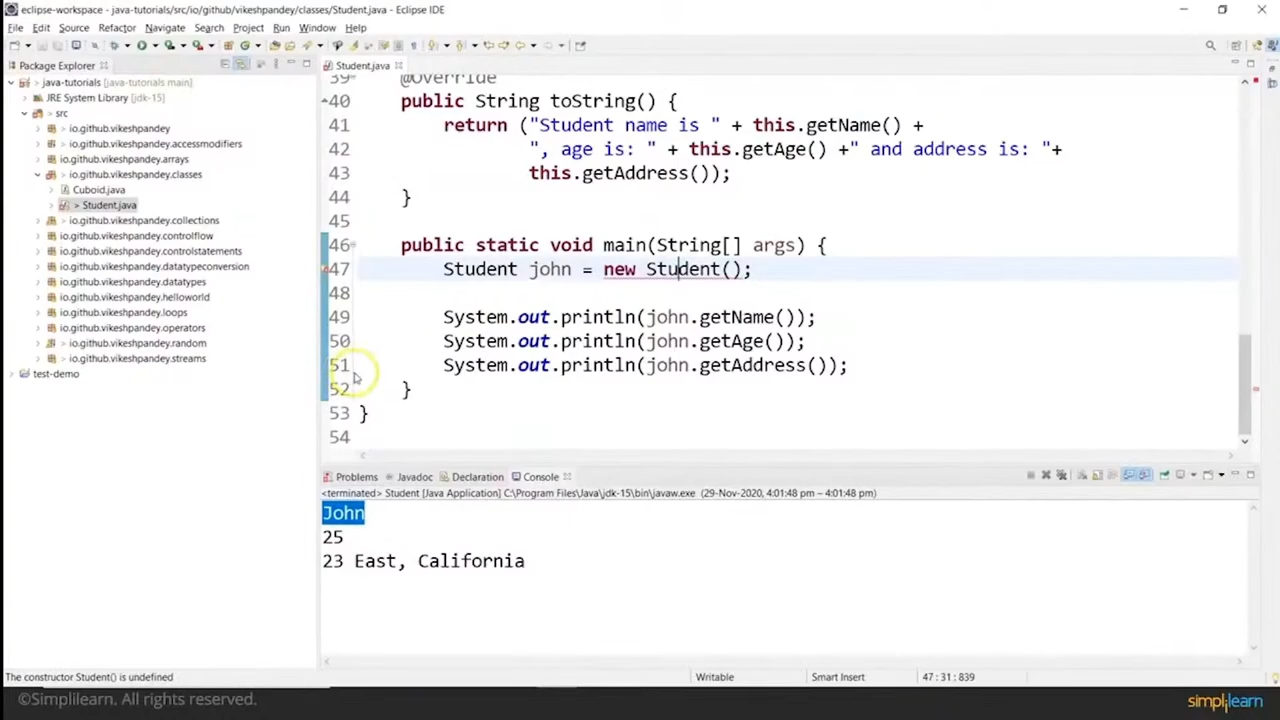 eclipse-workspace - java-tutorials/src/io/github/vikeshpandey/classes/Student.java - Eclipse IDE
File Edit Source Refactor Navigate Search Project Run Window Help
Package Explorer
Student.java
java-tutorials [java-tutorials main]
JRE System Library [jdk-15]
src
io.github.vikeshpandey
io.github.vikeshpandey.accessmodifiers
io.github.vikeshpandey.arrays
io.github.vikeshpandey.classes
Cuboid.java
> Student.java
io.github.vikeshpandey.collections
io.github.vikeshpandey.controlflow
io.github.vikeshpandey.controlstatements
io.github.vikeshpandey.datatypeconversion
io.github.vikeshpandey.datatypes
io.github.vikeshpandey.helloworld
io.github.vikeshpandey.loops
io.github.vikeshpandey.operators
io.github.vikeshpandey.random
io.github.vikeshpandey.streams
test-demo
39 @Override
40 public String toString() {
41 return ("Student name is " + this.getName() +
42 ", age is: " + this.getAge() +" and address is: "+
43 this.getAddress());
44 }
45
46 public static void main(String[] args) {
47 Student john = new Student();
48
49 System.out.println(john.getName());
50 System.out.println(john.getAge());
51 System.out.println(john.getAddress());
52 }
53 }
54
Problems Javadoc Declaration Console
<terminated> Student [Java Application] C:\Program Files\Java\jdk-15\bin\javaw.exe (29-Nov-2020, 4:01:48 pm – 4:01:48 pm)
John
25
23 East, California
The constructor Student() is undefined
Writable
Smart Insert
47 : 31 : 839
©Simplilearn. All rights reserved.
simplilearn